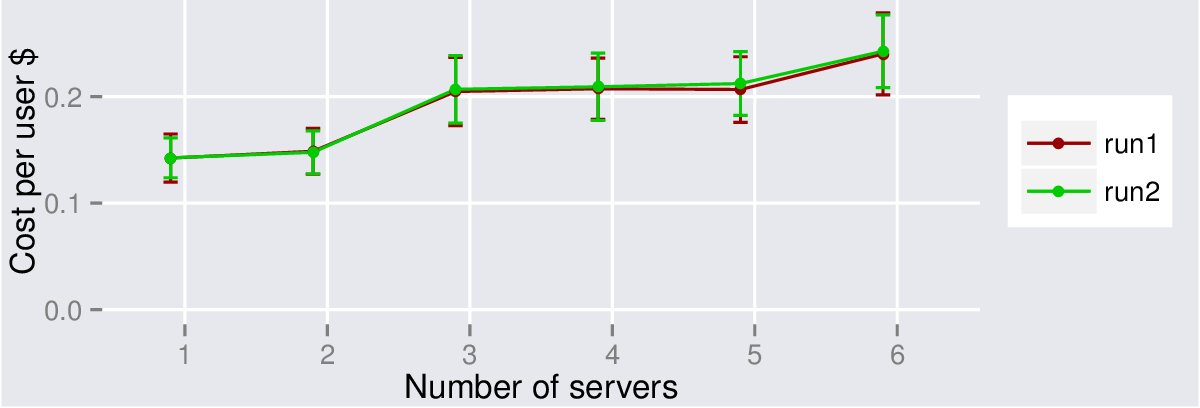 Cost per user $
0.2
0.1
0.0
1 2 3 4 5 6
Number of servers
run1
run2